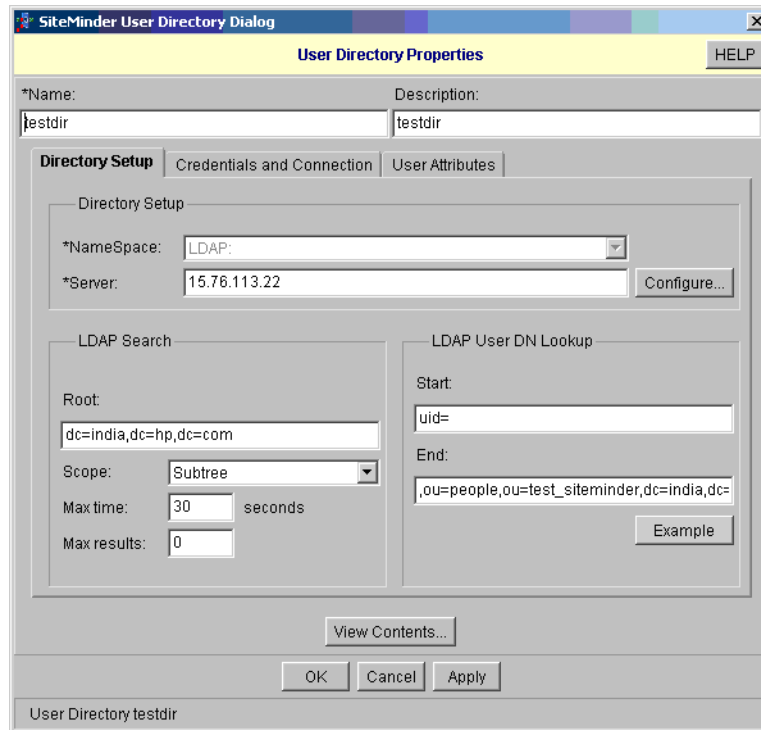 SiteMinder User Directory Dialog
User Directory Properties
HELP
*Name:
Description:
testdir
testdir
Directory Setup
Credentials and Connection
User Attributes
Directory Setup
*NameSpace:
LDAP:
*Server:
15.76.113.22
Configure...
LDAP Search
Root:
dc=india,dc=hp,dc=com
Scope:
Subtree
Max time:
30
seconds
Max results:
0
LDAP User DN Lookup
Start:
uid=
End:
,ou=people,ou=test_siteminder,dc=india,dc=
Example
View Contents...
OK
Cancel
Apply
User Directory testdir